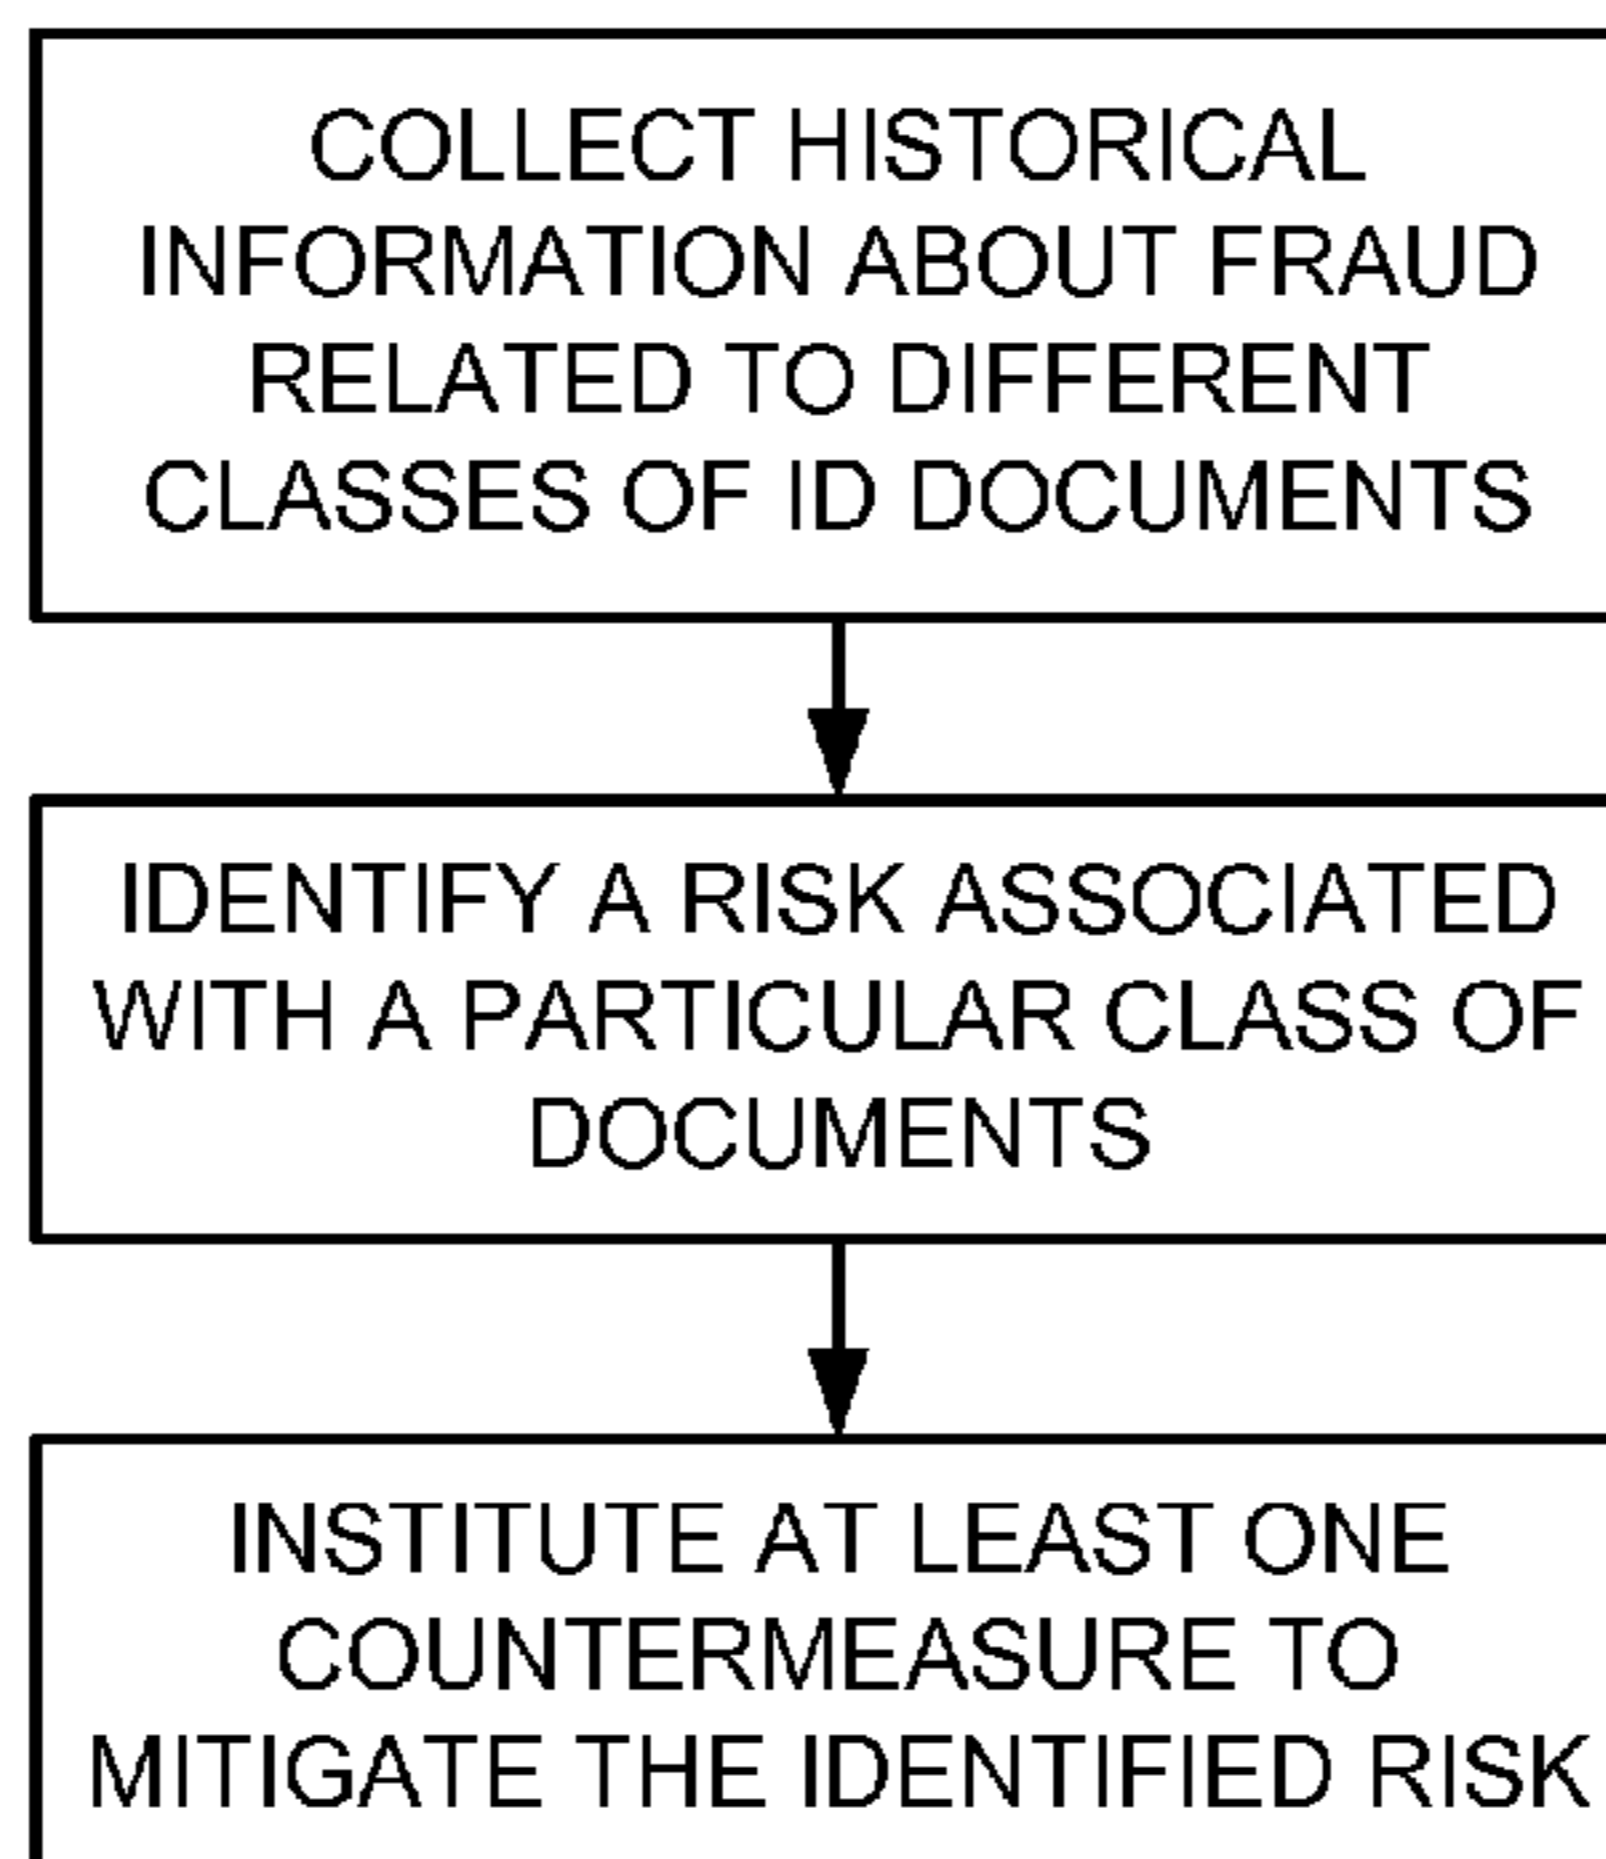 COLLECT HISTORICAL
INFORMATION ABOUT FRAUD
RELATED TO DIFFERENT
CLASSES OF ID DOCUMENTS
IDENTIFY A RISK ASSOCIATED
WITH A PARTICULAR CLASS OF
DOCUMENTS
INSTITUTE AT LEAST ONE
COUNTERMEASURE TO
MITIGATE THE IDENTIFIED RISK